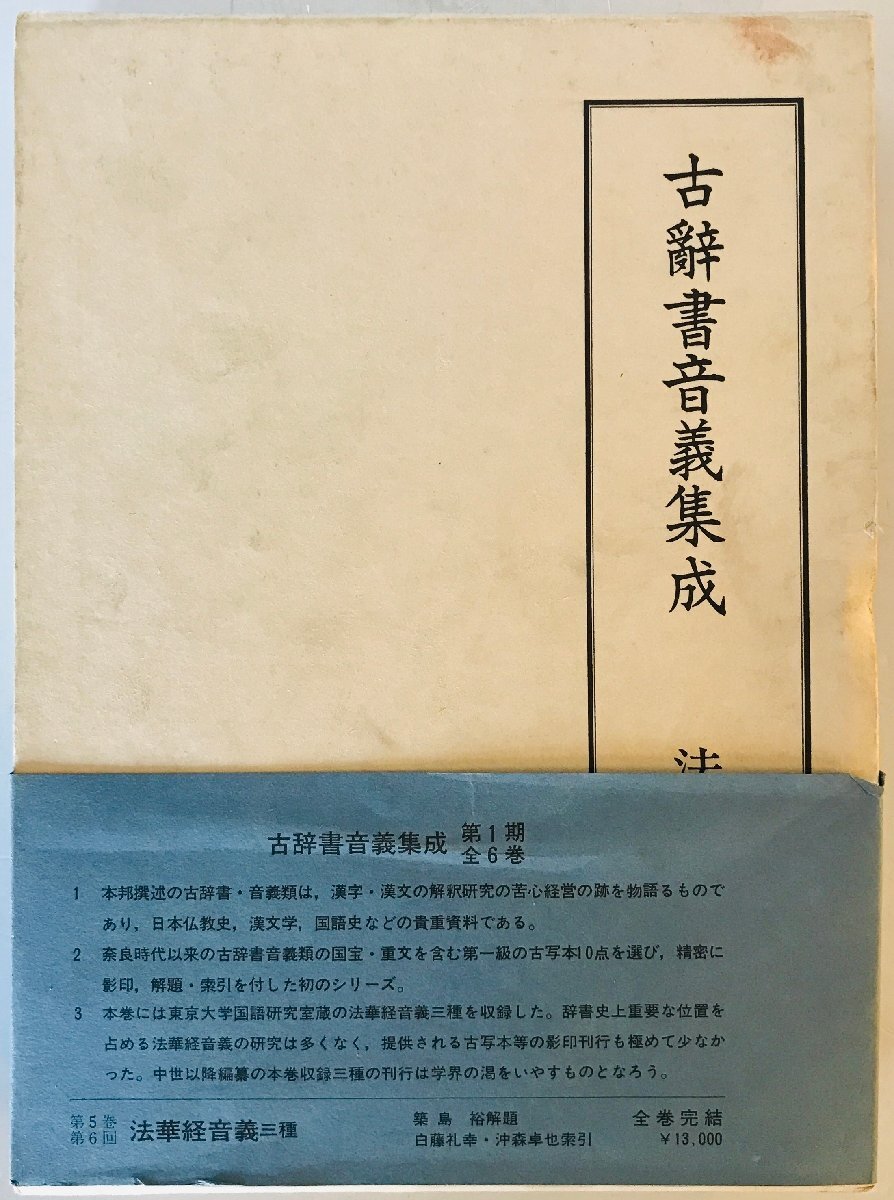 古辭書音義集成
法
古辞書音義集成 第1期 全6巻
1 本邦撰述の古辞書・音義類は，漢字・漢文の解釈研究の苦心経営の跡を物語るもので
あり，日本仏教史，漢文学，国語史などの貴重資料である。
2 奈良時代以来の古辞書音義類の国宝・重文を含む第一級の古写本10点を選び，精密に
影印，解題・索引を付した初のシリーズ。
3 本巻には東京大学国語研究室蔵の法華経音義三種を収録した。辞書史上重要な位置を
占める法華経音義の研究は多くなく，提供される古写本等の影印刊行も極めて少なか
った。中世以降編纂の本巻収録三種の刊行は学界の渇をいやすものとなろう。
第5巻
第6回
法華経音義三種
築島 裕解題
白藤礼幸・沖森卓也索引
全巻完結
￥13,000